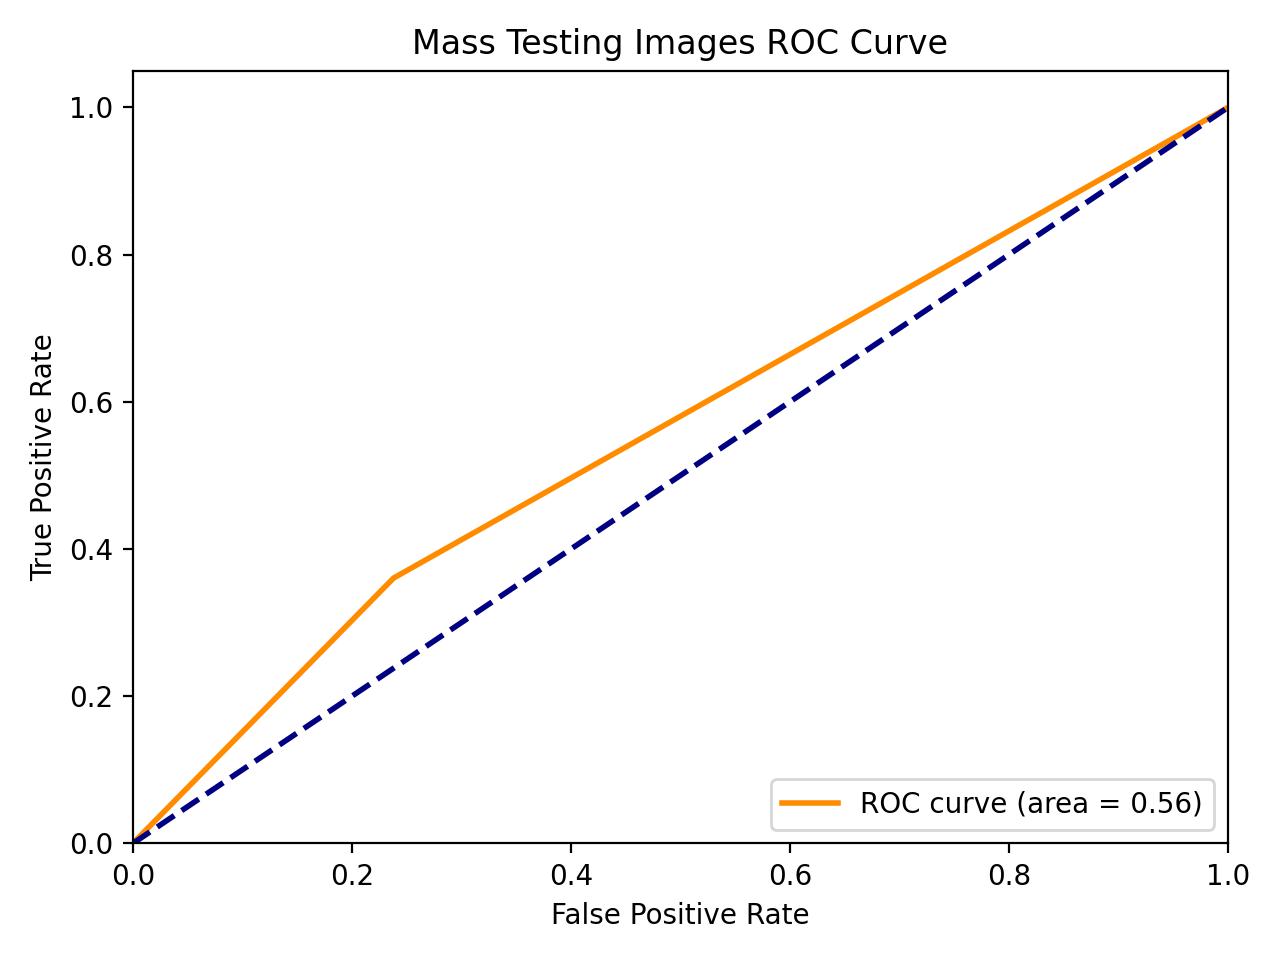 Mass Testing Images ROC Curve
1.0
0.8
0.6
0.4
0.2
0.0
True Positive Rate
ROC curve (area = 0.56)
0.0 0.2 0.4 0.6 0.8 1.0
False Positive Rate